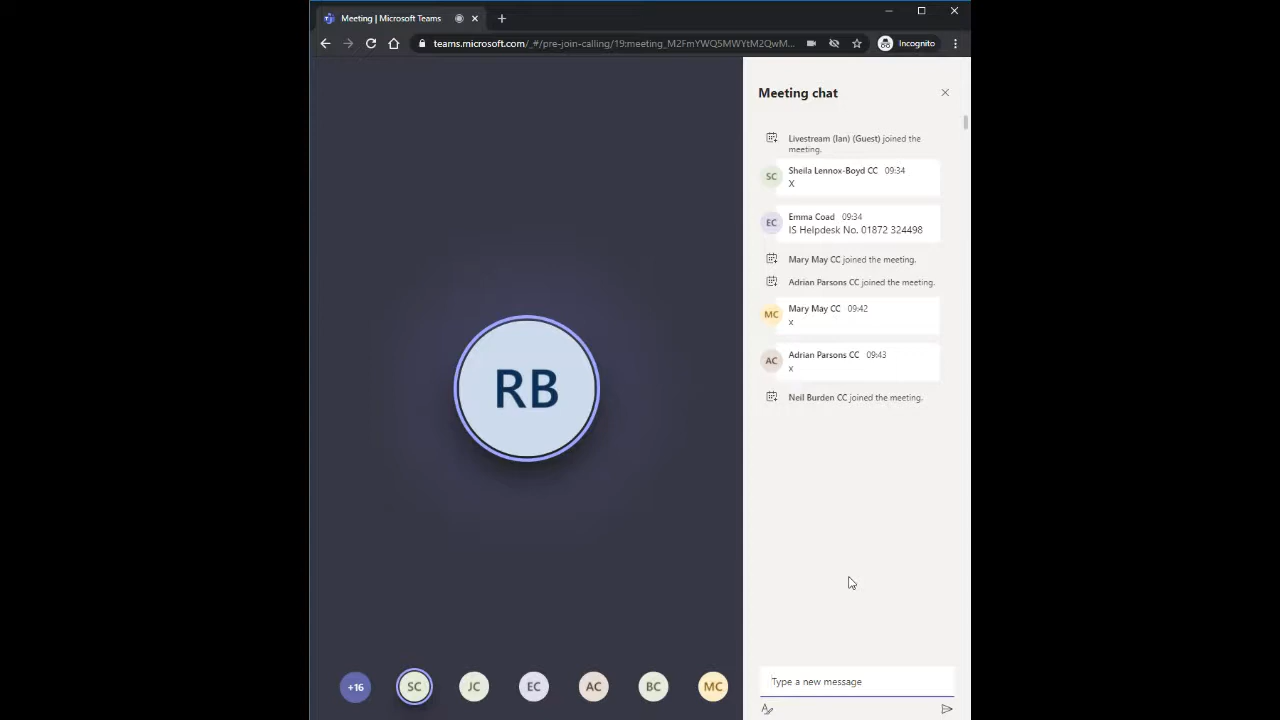 Meeting | Microsoft Teams
teams.microsoft.com/_#/pre-join-calling/19:meeting_M2FmYWQ5MWYtM2QwM...
Incognito
Meeting chat
Livestream (Ian) (Guest) joined the
meeting.
SC
Sheila Lennox-Boyd CC 09:34
X
EC
Emma Coad 09:34
IS Helpdesk No. 01872 324498
Mary May CC joined the meeting.
Adrian Parsons CC joined the meeting.
MC
Mary May CC 09:42
x
AC
Adrian Parsons CC 09:43
x
Neil Burden CC joined the meeting.
RB
+16 SC JC EC AC BC MC
Type a new message